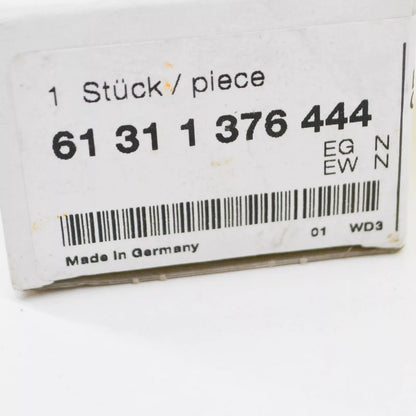 1 Stück / piece
61 31 1 376 444
EG N
EW N
01 WD3
Made in Germany